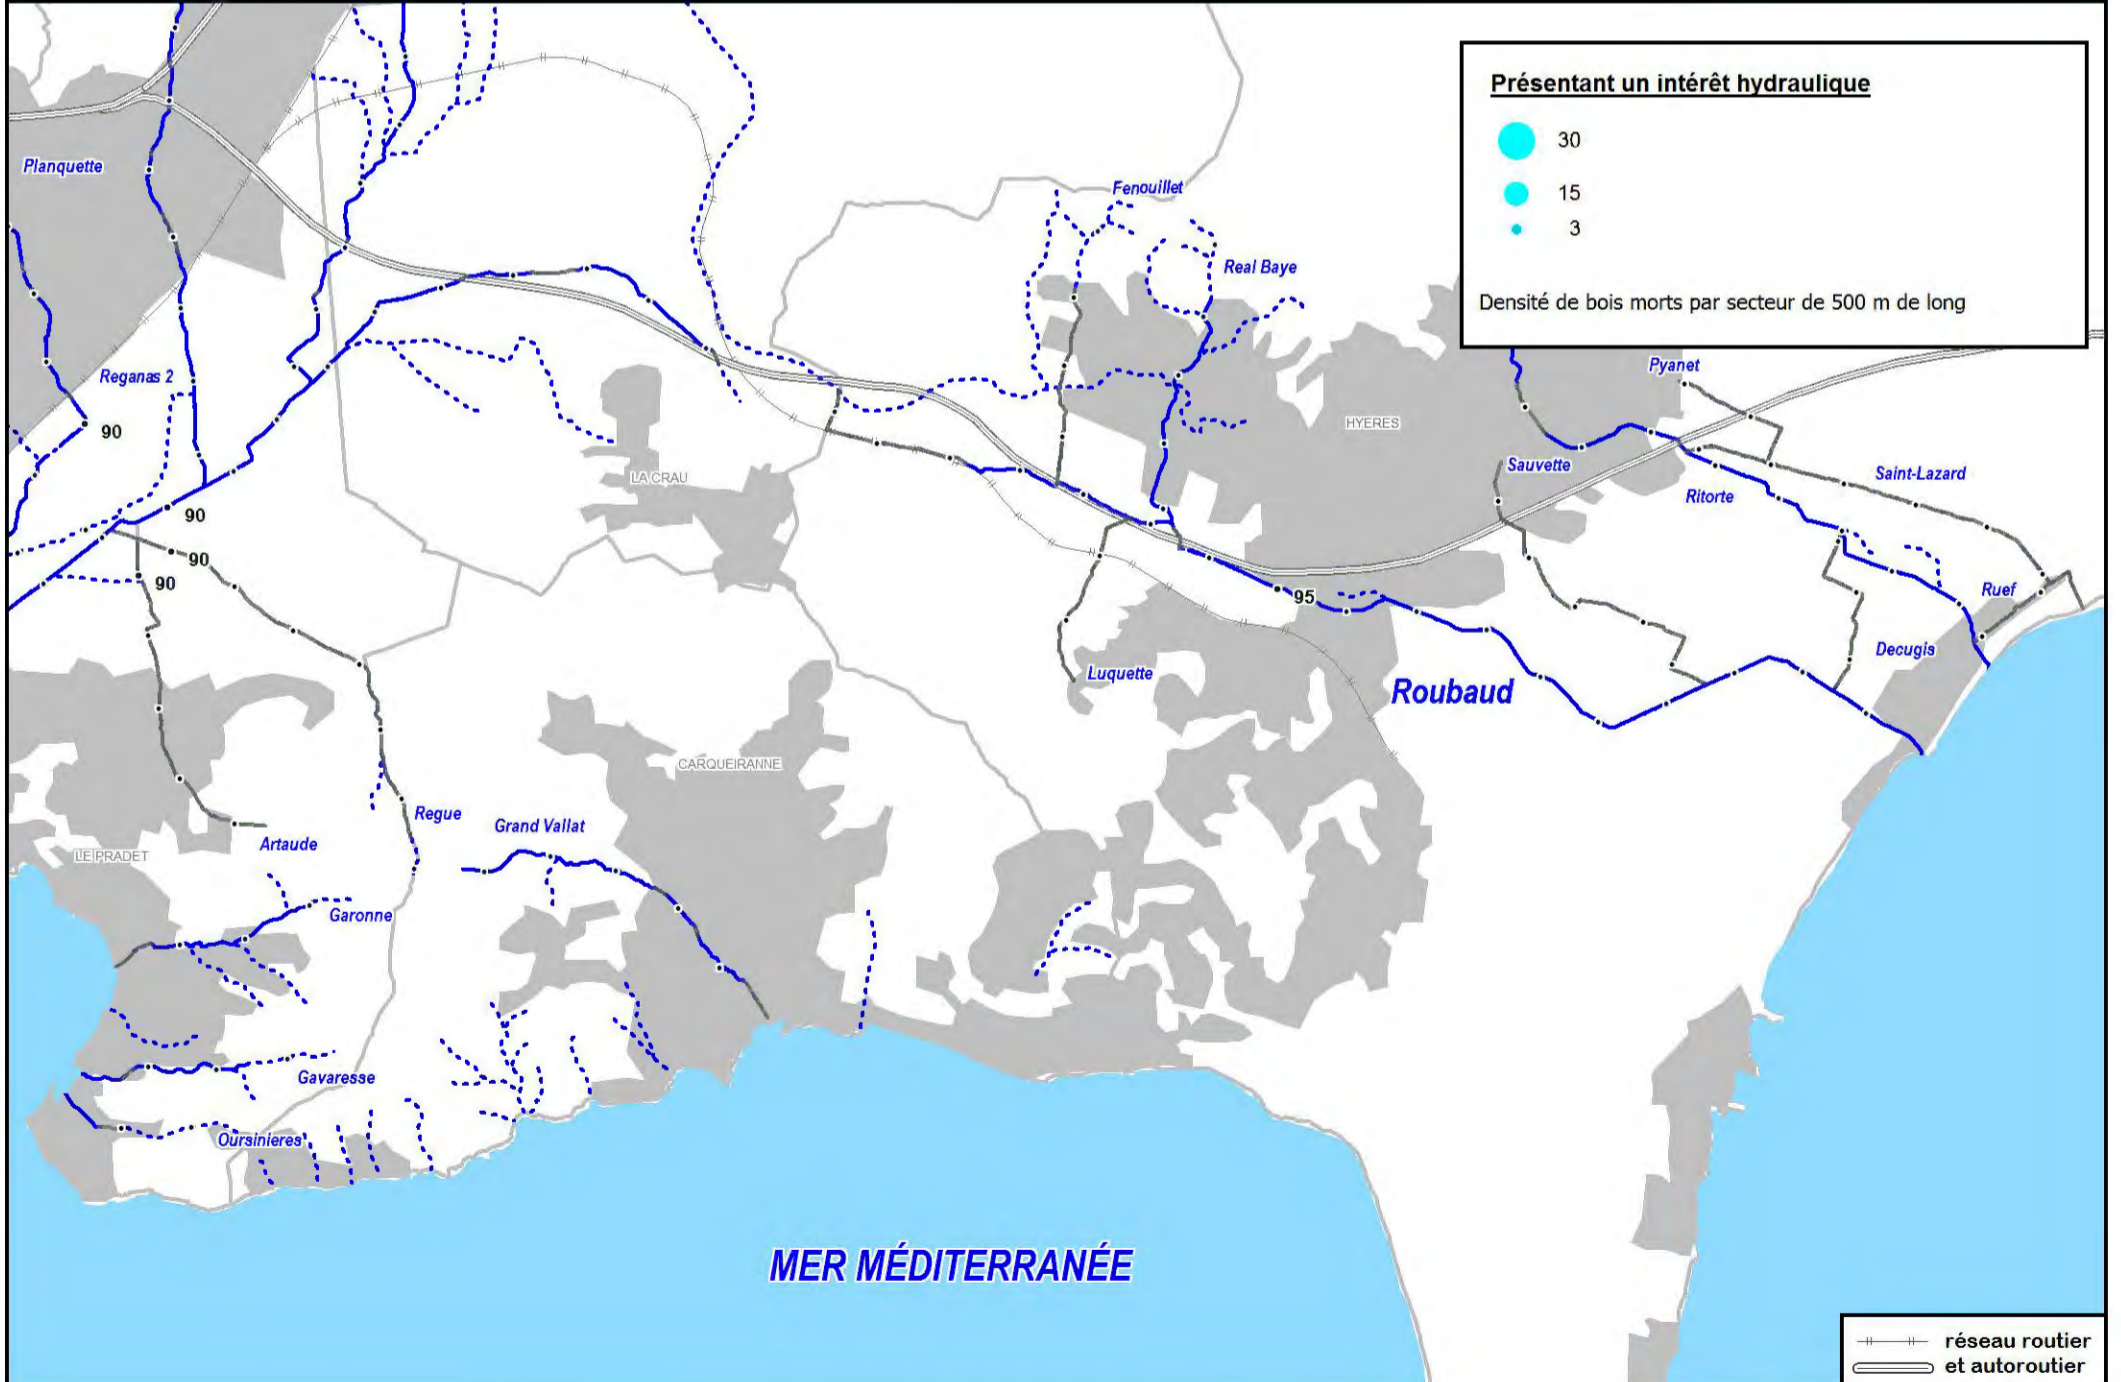 Présentant un intérêt hydraulique
30
15
3
Densité de bois morts par secteur de 500 m de long
Planquette
Fenouillet
Real Baye
Reganas 2
90
Pyanet
HYERES
LA CRAU
Sauvette
Saint-Lazard
Ritorte
90
90
90
95
Ruef
Decugis
Luquette
Roubaud
CARQUEIRANNE
Regue
Grand Vallat
Artaude
LE PRADET
Garonne
Gavaresse
Oursinieres
MER MÉDITERRANÉE
réseau routier
et autoroutier